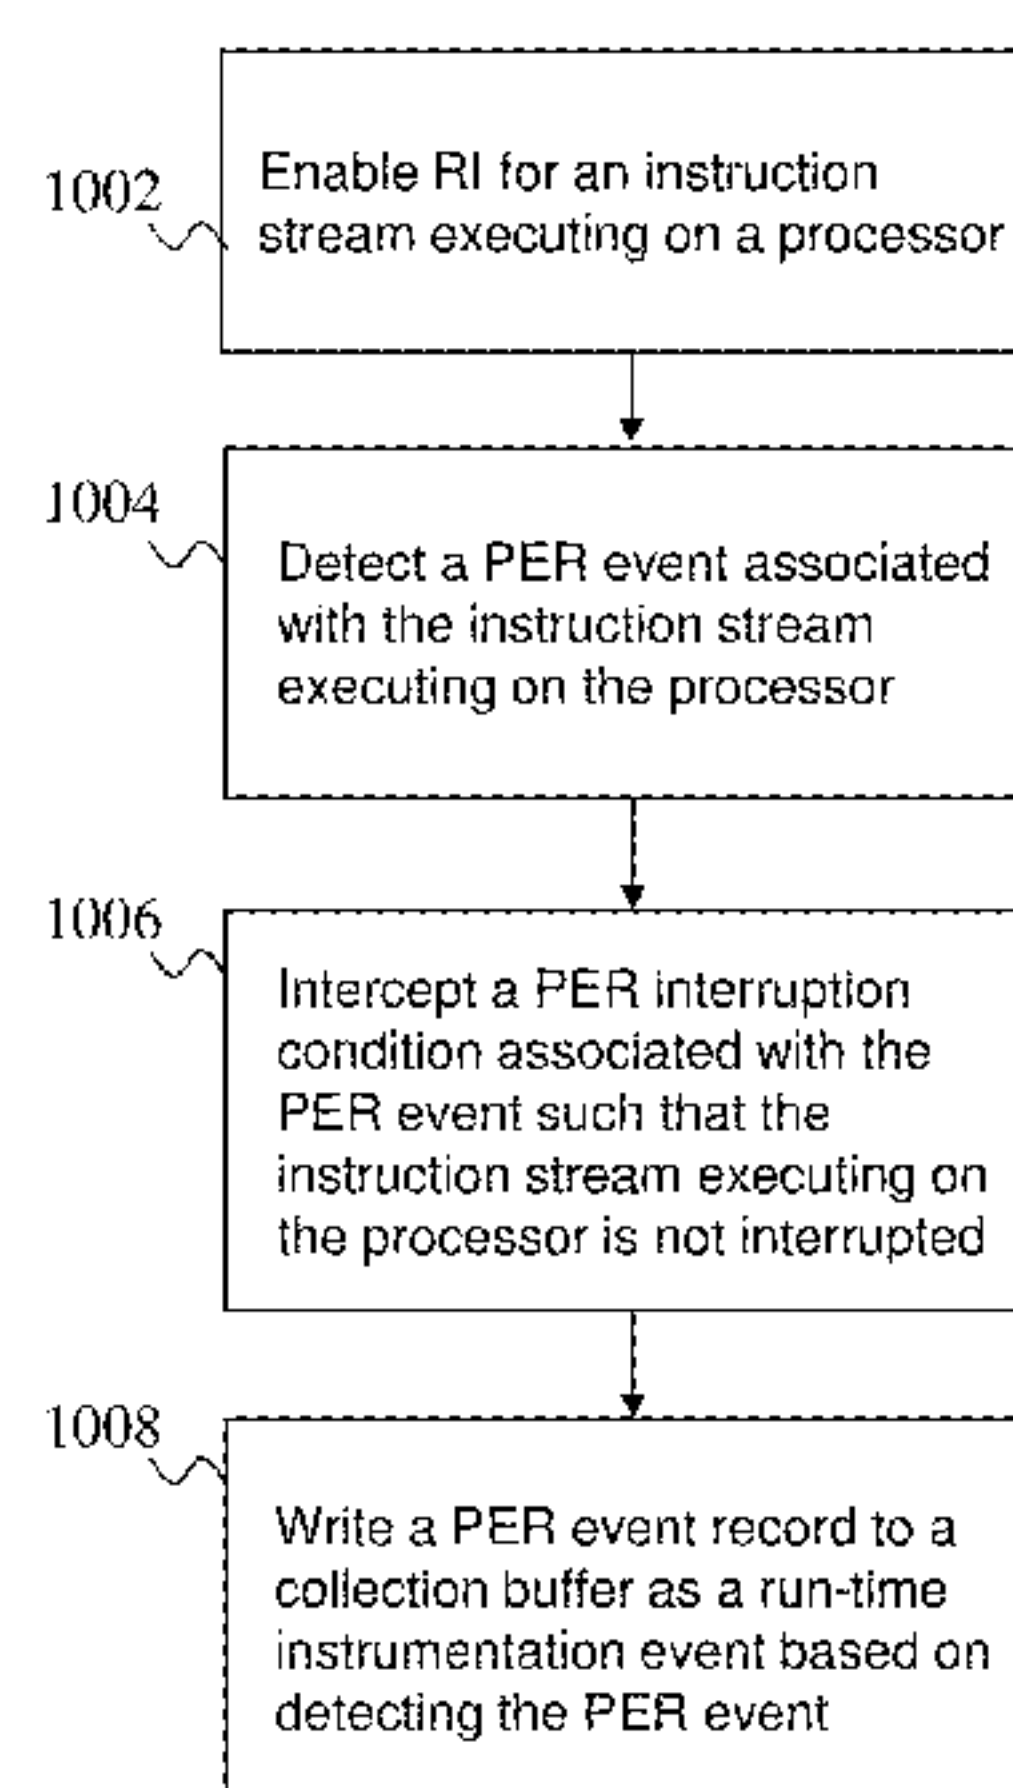 1002
Enable RI for an instruction
stream executing on a processor
1004
Detect a PER event associated
with the instruction stream
executing on the processor
1006
Intercept a PER interruption
condition associated with the
PER event such that the
instruction stream executing on
the processor is not interrupted
1008
Write a PER event record to a
collection buffer as a run-time
instrumentation event based on
detecting the PER event